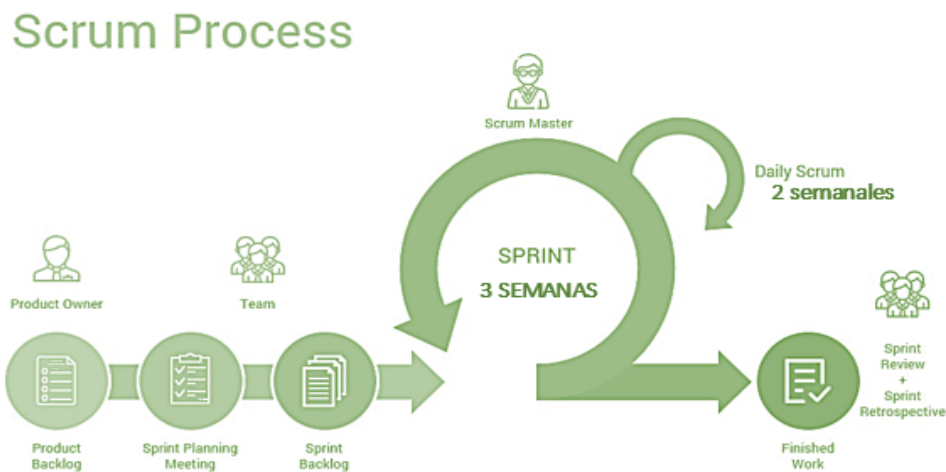 Scrum Process
Scrum Master
Daily Scrum
2 semanales
SPRINT
3 SEMANAS
Product Owner
Team
Sprint
Review
+
Sprint
Retrospective
Product
Backlog
Sprint Planning
Meeting
Sprint
Backlog
Finished
Work